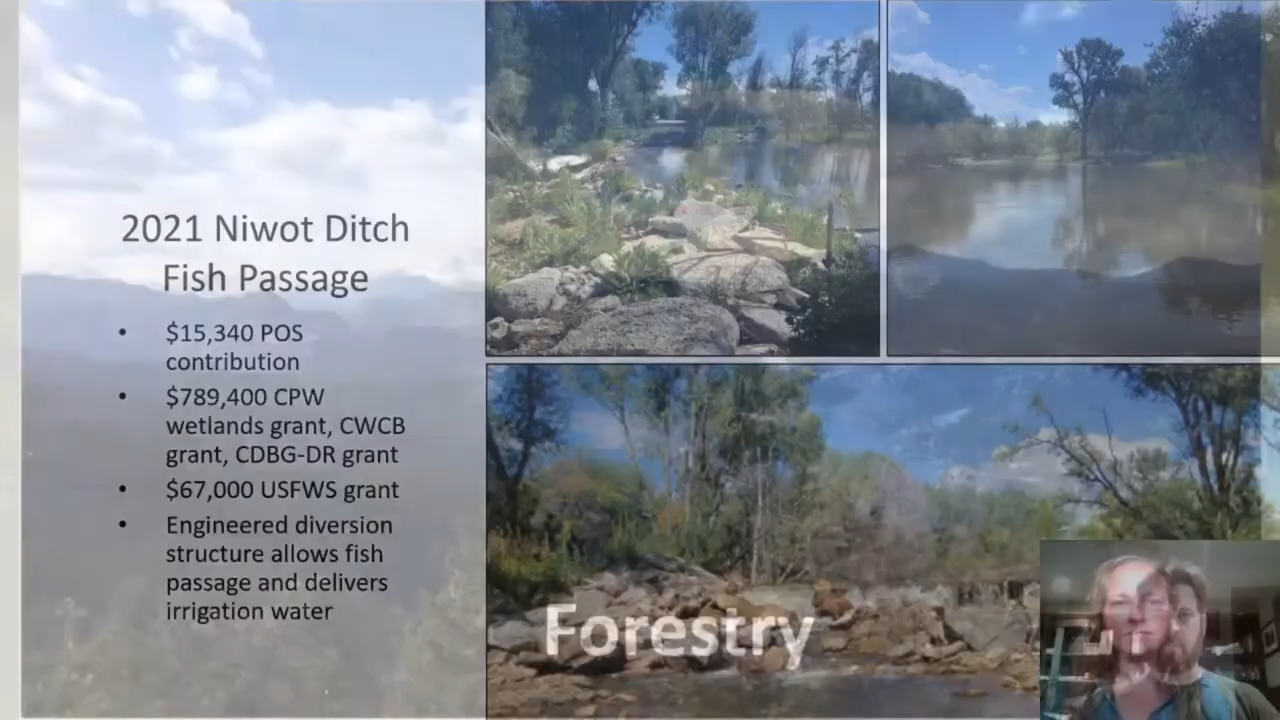 2021 Niwot Ditch
Fish Passage
• $15,340 POS
contribution
• $789,400 CPW
wetlands grant, CWCB
grant, CDBG-DR grant
• $67,000 USFWS grant
• Engineered diversion
structure allows fish
passage and delivers
irrigation water
Forestry